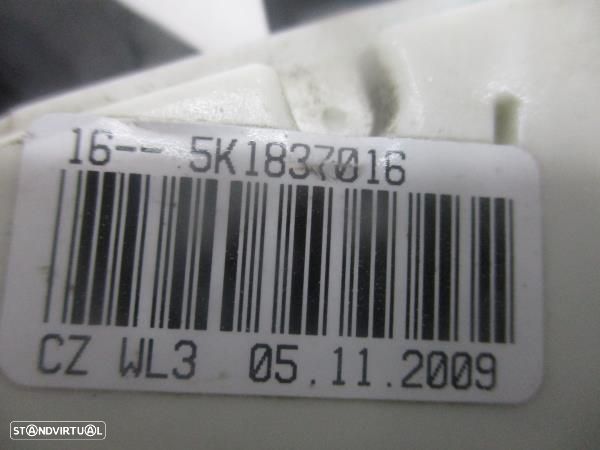 16-- 5K1837016
CZ WL3 05.11.2009
STANDVIRTUAL